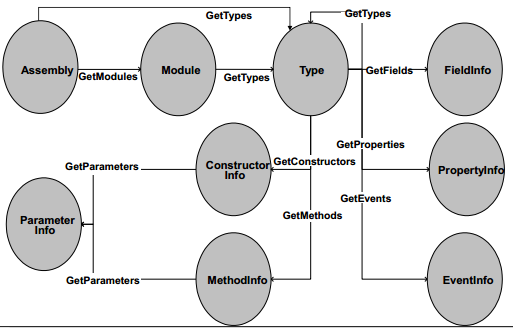 GetTypes
GetTypes
Assembly
GetModules
Module
GetTypes
Type
GetFields
FieldInfo
GetProperties
GetParameters
Constructor
Info
GetConstructors
PropertyInfo
GetEvents
Parameter
Info
GetMethods
GetParameters
MethodInfo
EventInfo